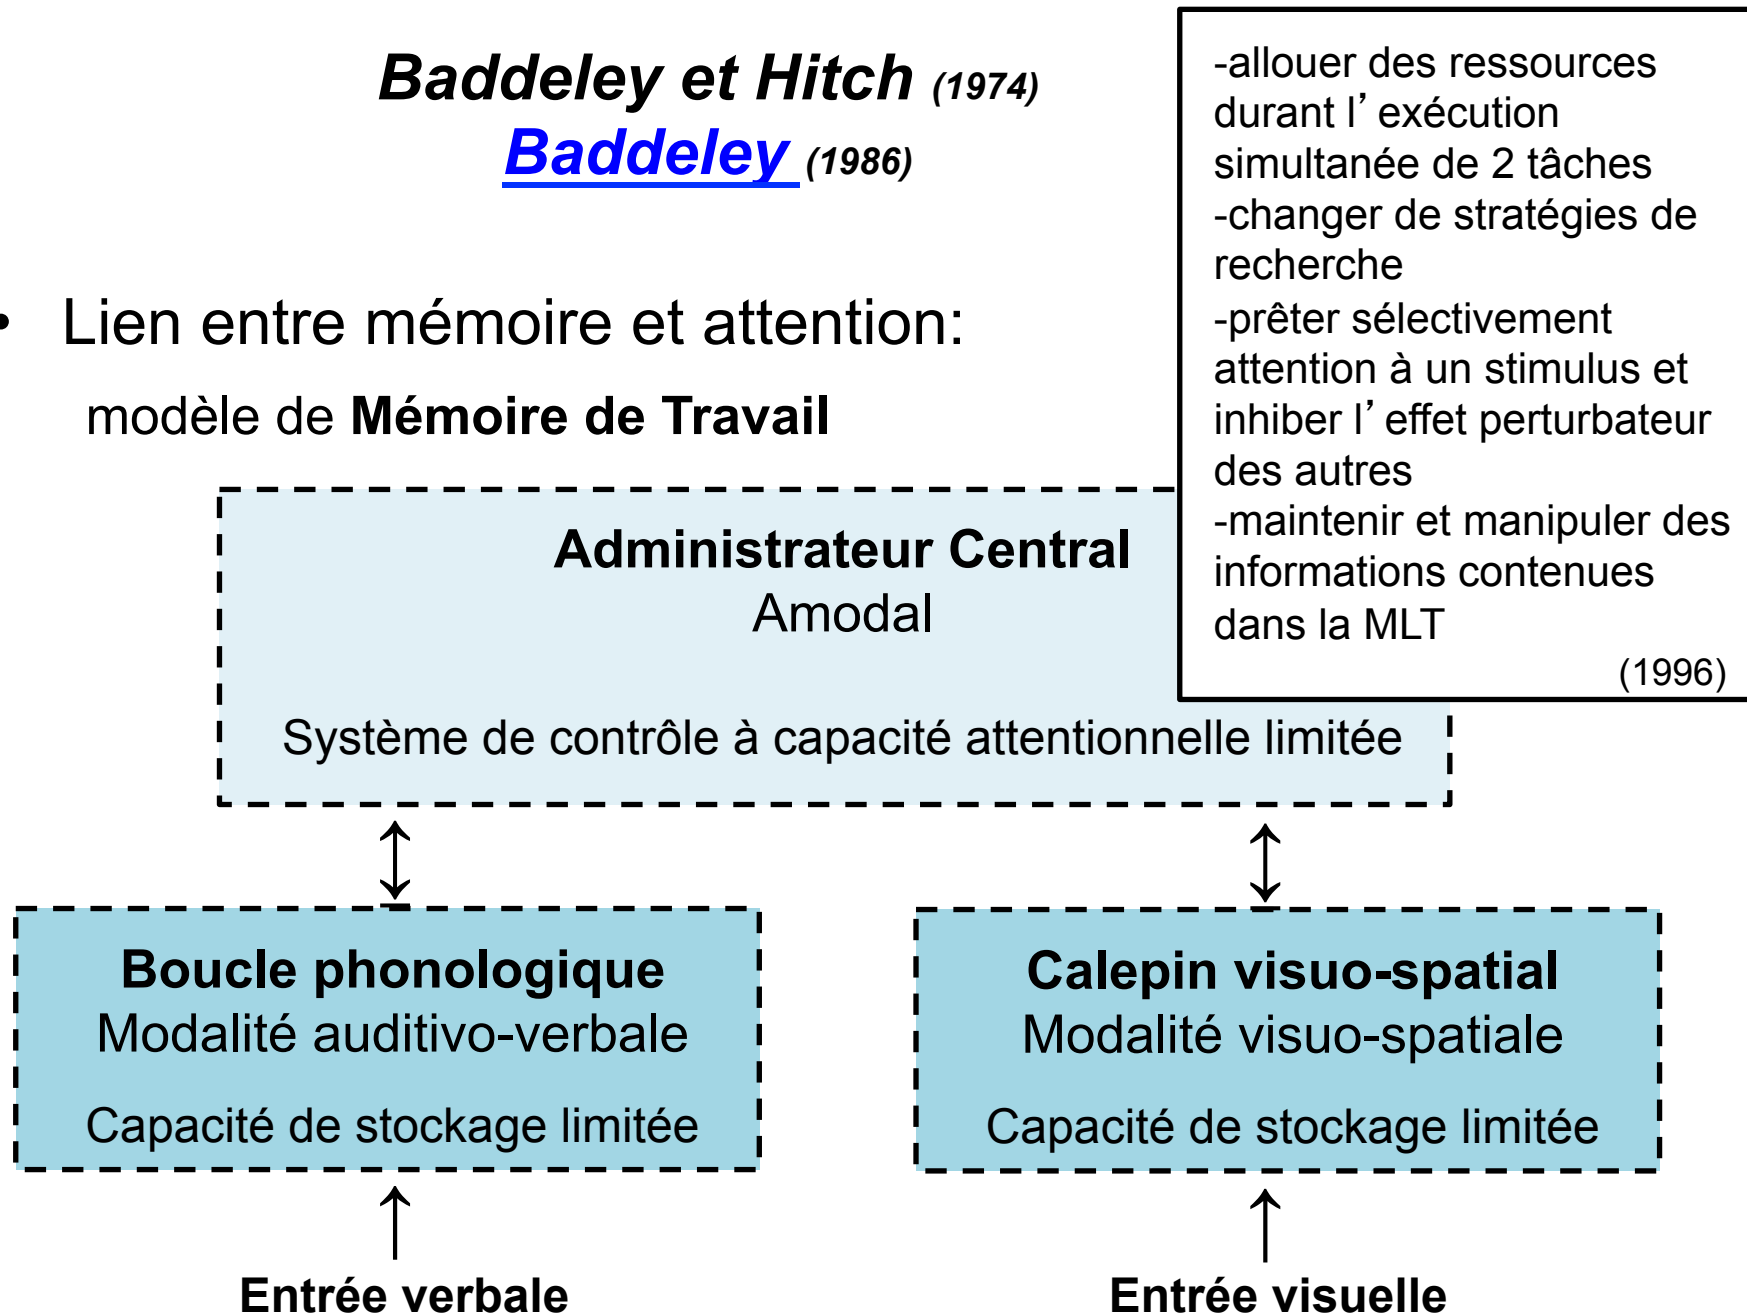 Baddeley et Hitch (1974)
Baddeley (1986)
-allouer des ressources
durant l’ exécution
simultanée de 2 tâches
-changer de stratégies de
recherche
-prêter sélectivement
attention à un stimulus et
inhiber l’ effet perturbateur
des autres
-maintenir et manipuler des
informations contenues
dans la MLT
(1996)
• Lien entre mémoire et attention:
modèle de Mémoire de Travail
Administrateur Central
Amodal
Système de contrôle à capacité attentionnelle limitée
Boucle phonologique
Modalité auditivo-verbale
Capacité de stockage limitée
Calepin visuo-spatial
Modalité visuo-spatiale
Capacité de stockage limitée
Entrée verbale
Entrée visuelle